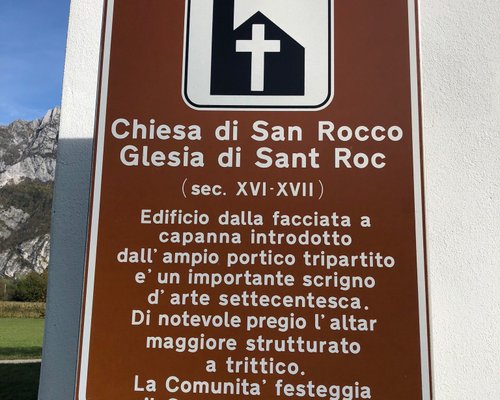 Chiesa di San Rocco
Glesia di Sant Roc
(sec. XVI-XVII)
Edificio dalla facciata a
capanna introdotto
dall'ampio portico tripartito
e' un importante scrigno
d'arte settecentesca.
Di notevole pregio l'altar
maggiore strutturato
a trittico.
La Comunita' festeggia